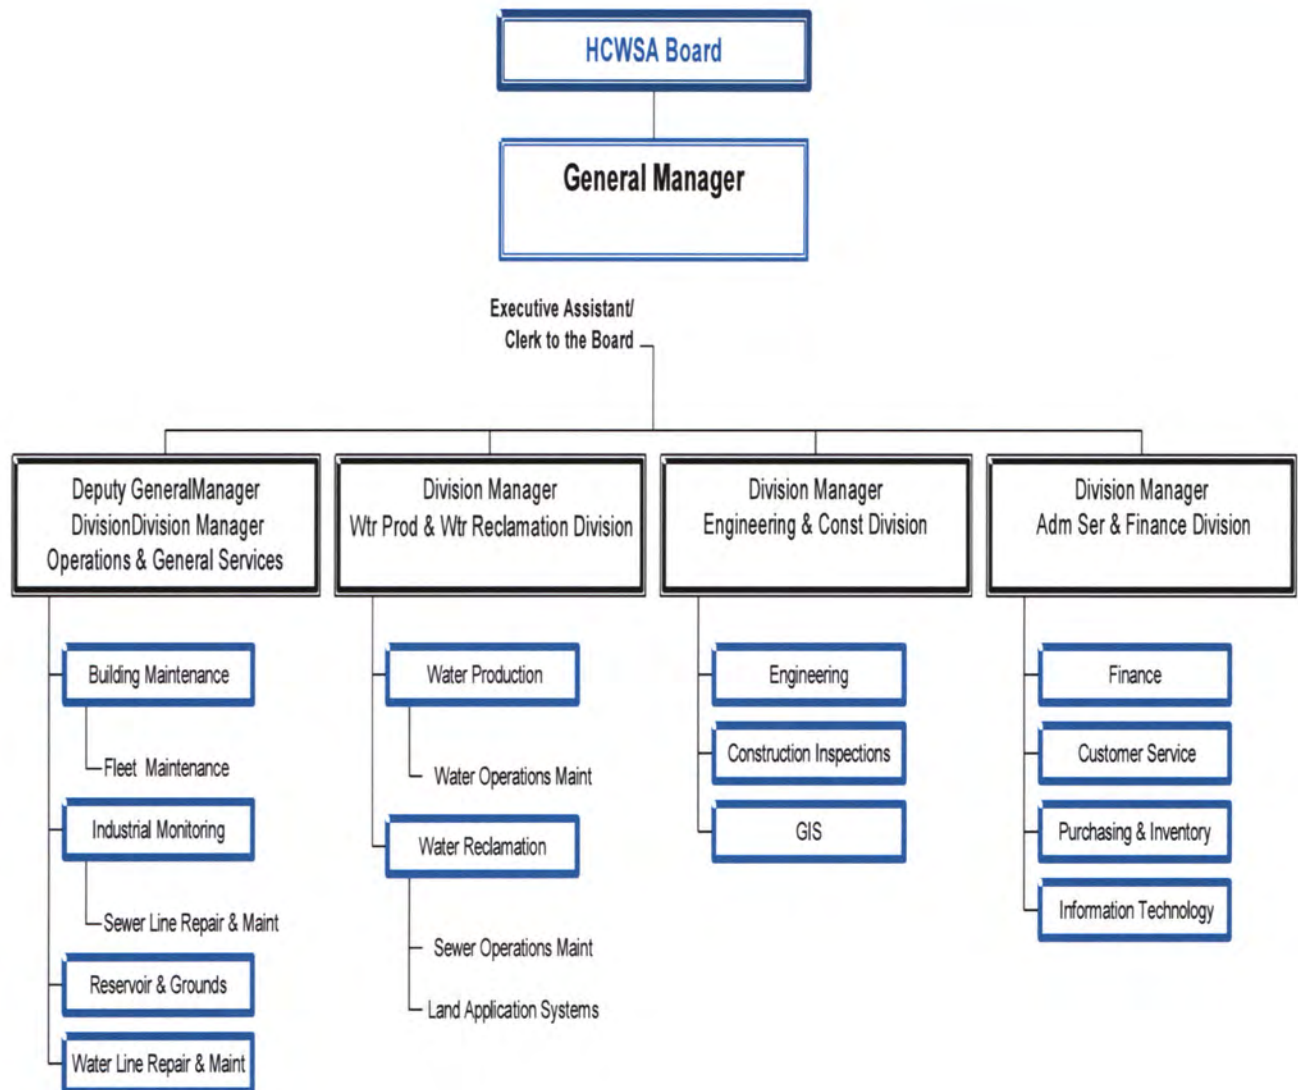 HCWSA Board
General Manager
Executive Assistant/
Clerk to the Board
Deputy GeneralManager
DivisionDivision Manager
Operations & General Services
Division Manager
Wtr Prod & Wtr Reclamation Division
Division Manager
Engineering & Const Division
Division Manager
Adm Ser & Finance Division
Building Maintenance
Fleet Maintenance
Industrial Monitoring
Sewer Line Repair & Maint
Reservoir & Grounds
Water Line Repair & Maint
Water Production
Water Operations Maint
Water Reclamation
Sewer Operations Maint
Land Application Systems
Engineering
Construction Inspections
GIS
Finance
Customer Service
Purchasing & Inventory
Information Technology